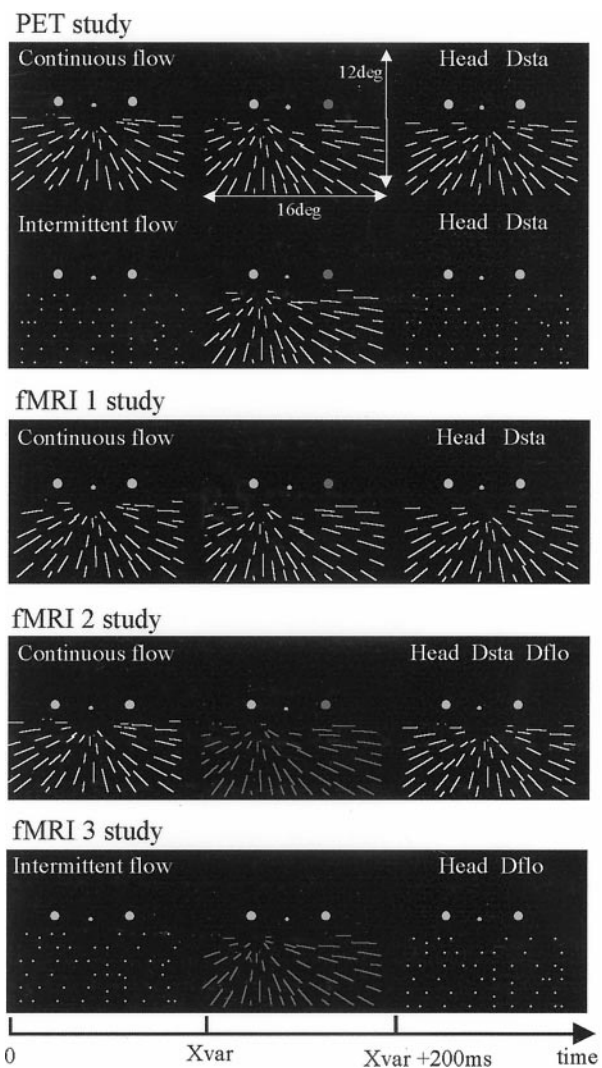 PET study
Continuous flow
12deg
Head Dsta
16deg
Intermittent flow
Head Dsta
fMRI 1 study
Continuous flow
Head Dsta
fMRI 2 study
Continuous flow
Head Dsta Dflo
fMRI 3 study
Intermittent flow
Head Dflo
0
Xvar
Xvar +200ms
time